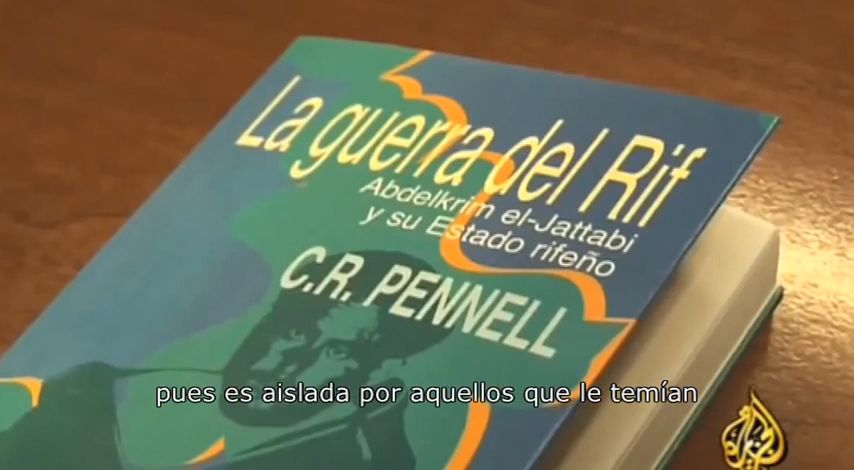 La guerra del Rif
Abdelkrim el-Jattabi
y su Estado rifeño
C.R. PENNELL
pues es aislada por aquellos que le temían
الجزيرة